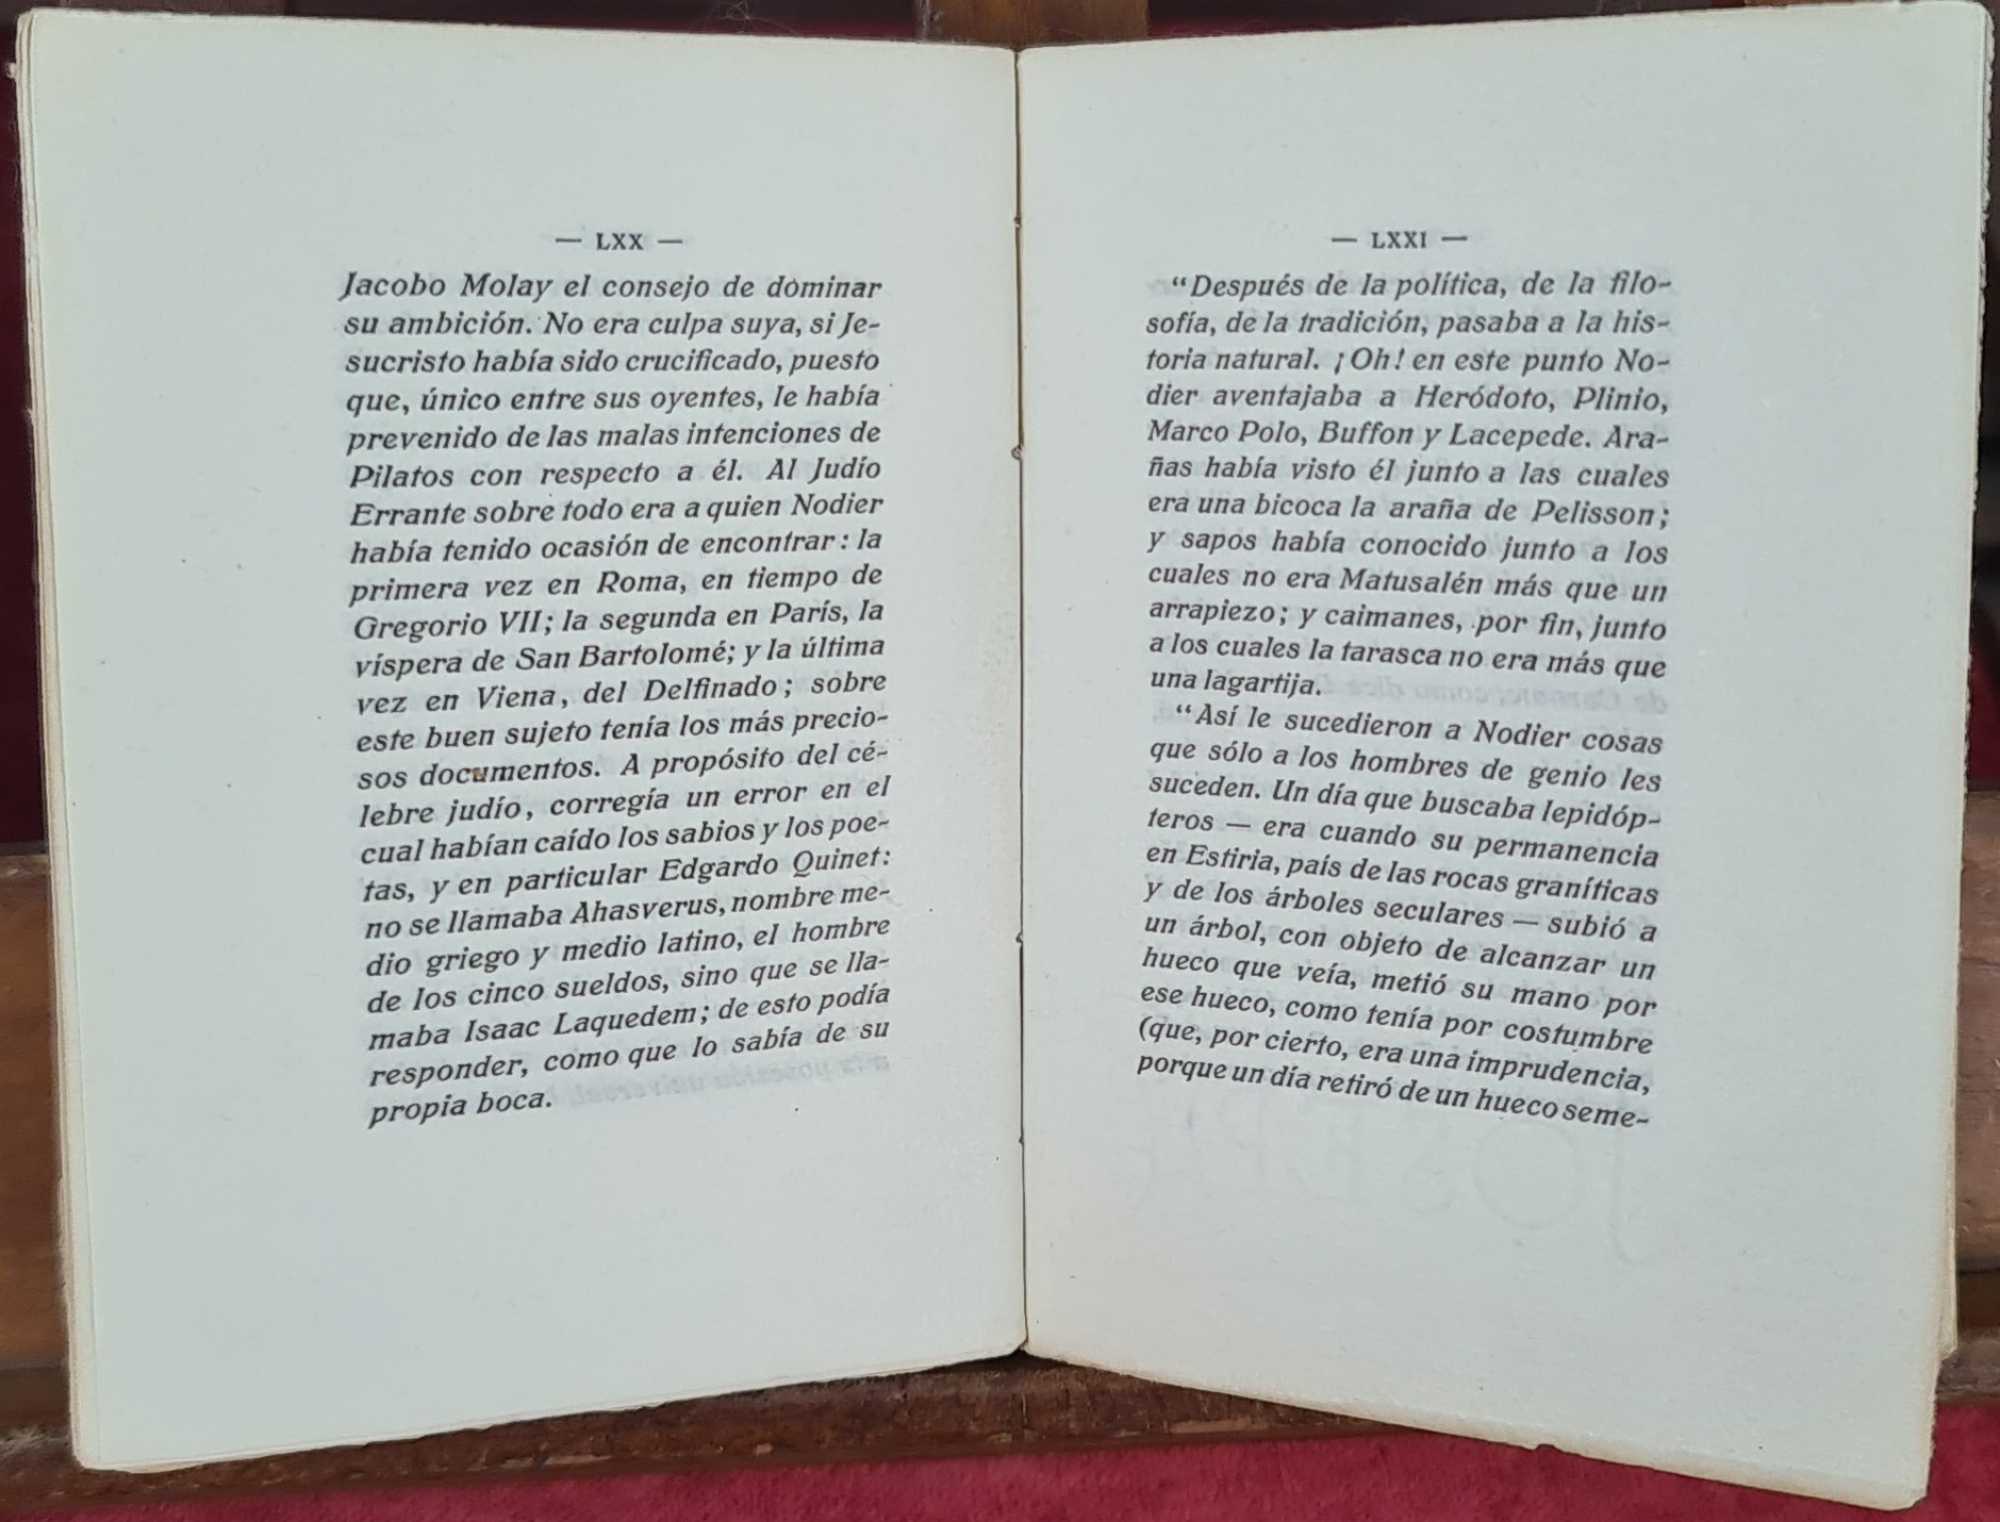 — LXX —
Jacobo Molay el consejo de dominar
su ambición. No era culpa suya, si Je-
sucristo había sido crucificado, puesto
que, único entre sus oyentes, le había
prevenido de las malas intenciones de
Pilatos con respecto a él. Al Judío
Errante sobre todo era a quien Nodier
había tenido ocasión de encontrar: la
primera vez en Roma, en tiempo de
Gregorio VII; la segunda en París, la
víspera de San Bartolomé; y la última
vez en Viena, del Delfinado; sobre
este buen sujeto tenía los más precio-
sos documentos. A propósito del cé-
lebre judío, corregía un error en el
cual habían caído los sabios y los poe-
tas, y en particular Edgardo Quinet:
no se llamaba Ahasverus, nombre me-
dio griego y medio latino, el hombre
de los cinco sueldos, sino que se lla-
maba Isaac Laquedem; de esto podía
responder, como que lo sabía de su
propia boca.
— LXXI —
“Después de la política, de la filo-
sofía, de la tradición, pasaba a la his-
toria natural. ¡Oh! en este punto No-
dier aventajaba a Heródoto, Plinio,
Marco Polo, Buffon y Lacepede. Ara-
ñas había visto él junto a las cuales
era una bicoca la araña de Pelisson;
y sapos había conocido junto a los
cuales no era Matusalén más que un
arrapiezo; y caimanes, por fin, junto
a los cuales la tarasca no era más que
una lagartija.
“Así le sucedieron a Nodier cosas
que sólo a los hombres de genio les
suceden. Un día que buscaba lepidóp-
teros — era cuando su permanencia
en Estiria, país de las rocas graníticas
y de los árboles seculares — subió a
un árbol, con objeto de alcanzar un
hueco que veía, metió su mano por
ese hueco, como tenía por costumbre
(que, por cierto, era una imprudencia,
porque un día retiró de un hueco seme-